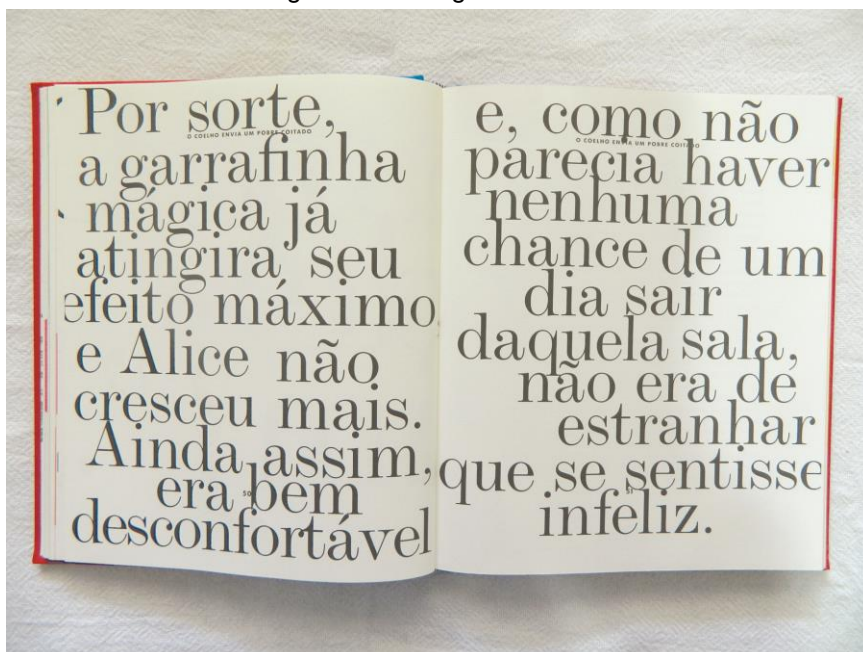 Por sorte,
O COELHO ENVIA UM POBRE COITADO
a garrafinha
mágica já
atingira seu
efeito máximo
e Alice não
cresceu mais.
Ainda assim,
era bem
50
desconfortável
e, como não
O COELHO ENVIA UM POBRE COITADO
parecia haver
nenhuma
chance de um
dia sair
daquela sala,
não era de
estranhar
que se sentisse
infeliz.